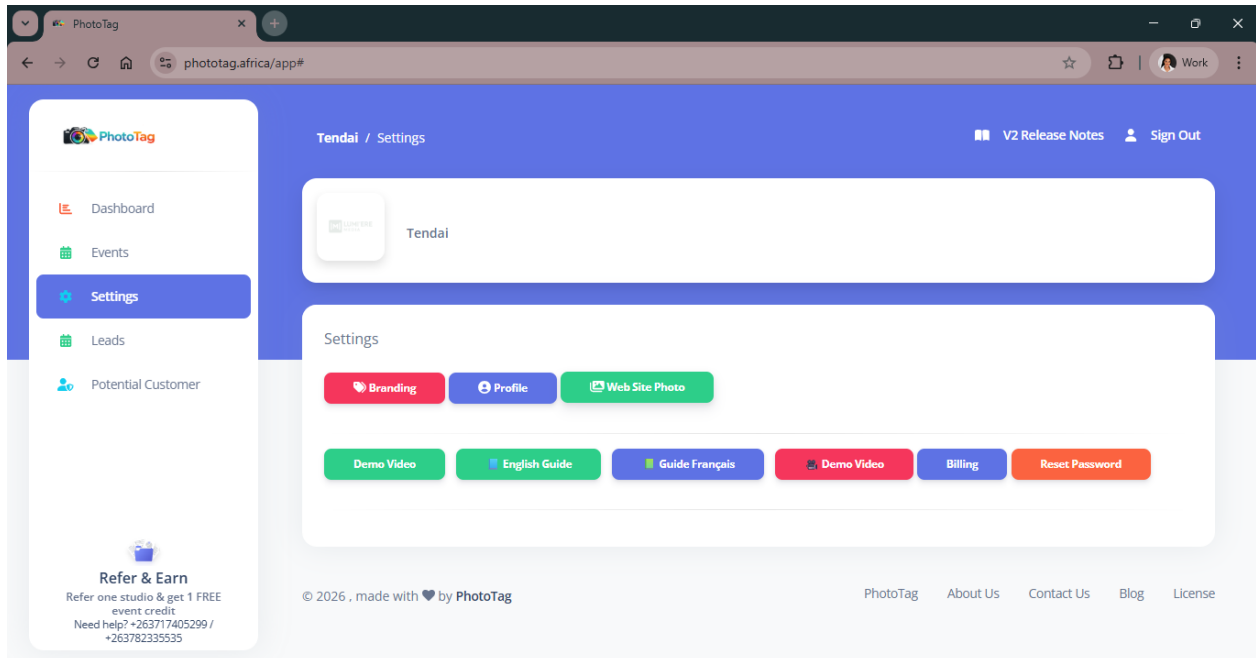 PhotoTag
phototag.africa/app#
Work
PhotoTag
Tendai / Settings
V2 Release Notes
Sign Out
Dashboard
Events
Settings
Leads
Potential Customer
Tendai
Settings
Branding
Profile
Web Site Photo
Demo Video
English Guide
Guide Français
Demo Video
Billing
Reset Password
Refer & Earn
Refer one studio & get 1 FREE
event credit
Need help? +263717405299 /
+263782335535
© 2026 , made with by PhotoTag
PhotoTag
About Us
Contact Us
Blog
License